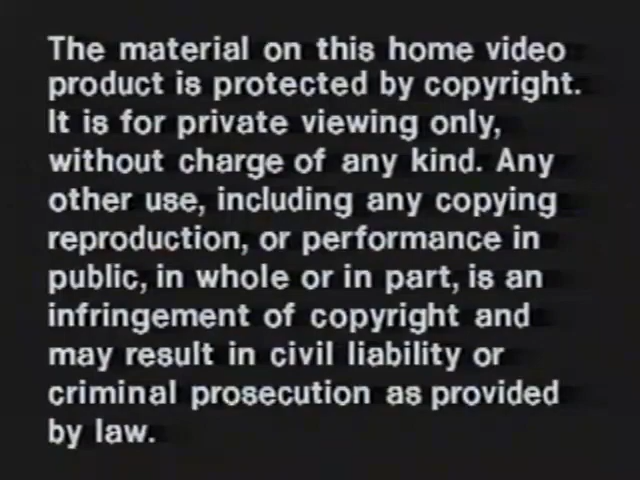 The material on this home video
product is protected by copyright.
It is for private viewing only,
without charge of any kind. Any
other use, including any copying
reproduction, or performance in
public, in whole or in part, is an
infringement of copyright and
may result in civil liability or
criminal prosecution as provided
by law.